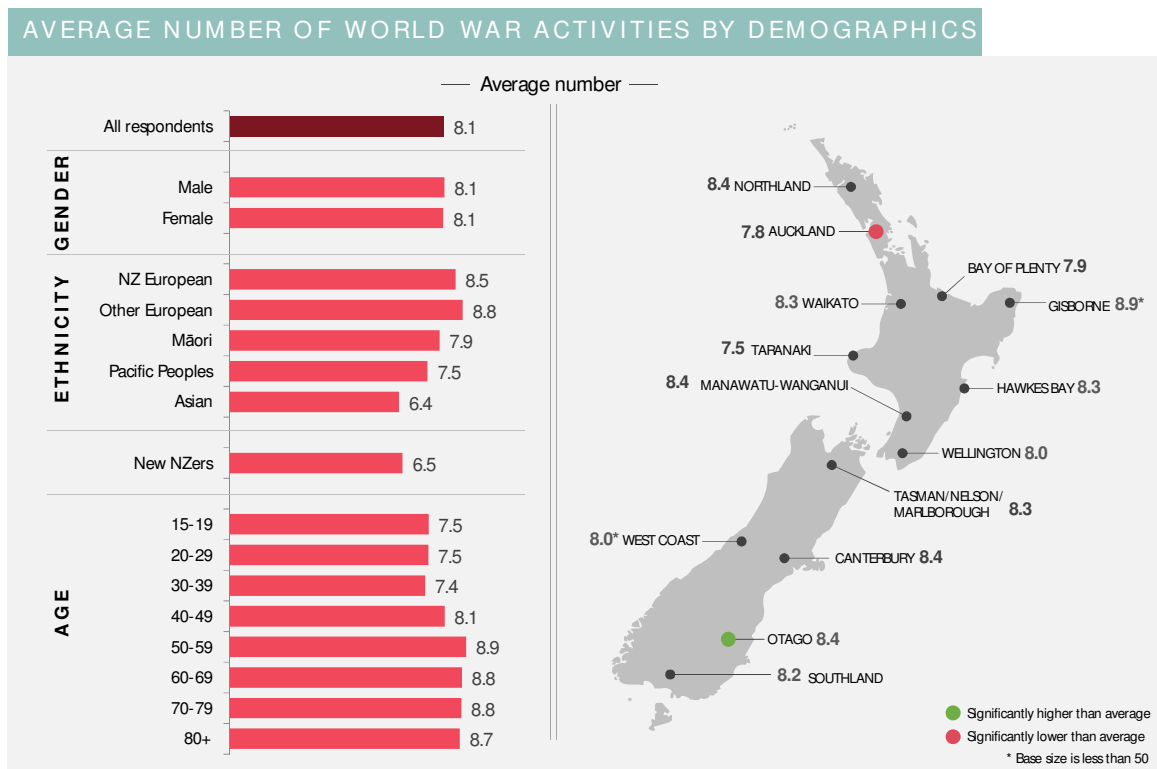 AVERAGE NUMBER OF WORLD WAR ACTIVITIES BY DEMOGRAPHICS
Average number
All respondents 8.1
GENDER
Male 8.1
Female 8.1
ETHNICITY
NZ European 8.5
Other European 8.8
Māori 7.9
Pacific Peoples 7.5
Asian 6.4
New NZers 6.5
AGE
15-19 7.5
20-29 7.5
30-39 7.4
40-49 8.1
50-59 8.9
60-69 8.8
70-79 8.8
80+ 8.7
8.4 NORTHLAND
7.8 AUCKLAND
BAY OF PLENTY 7.9
8.3 WAIKATO
GISBORNE 8.9*
7.5 TARANAKI
8.4 MANAWATU-WANGANUI
HAWKES BAY 8.3
WELLINGTON 8.0
TASMAN/NELSON/
MARLBOROUGH 8.3
8.0* WEST COAST
CANTERBURY 8.4
OTAGO 8.4
8.2 SOUTHLAND
Significantly higher than average
Significantly lower than average
* Base size is less than 50